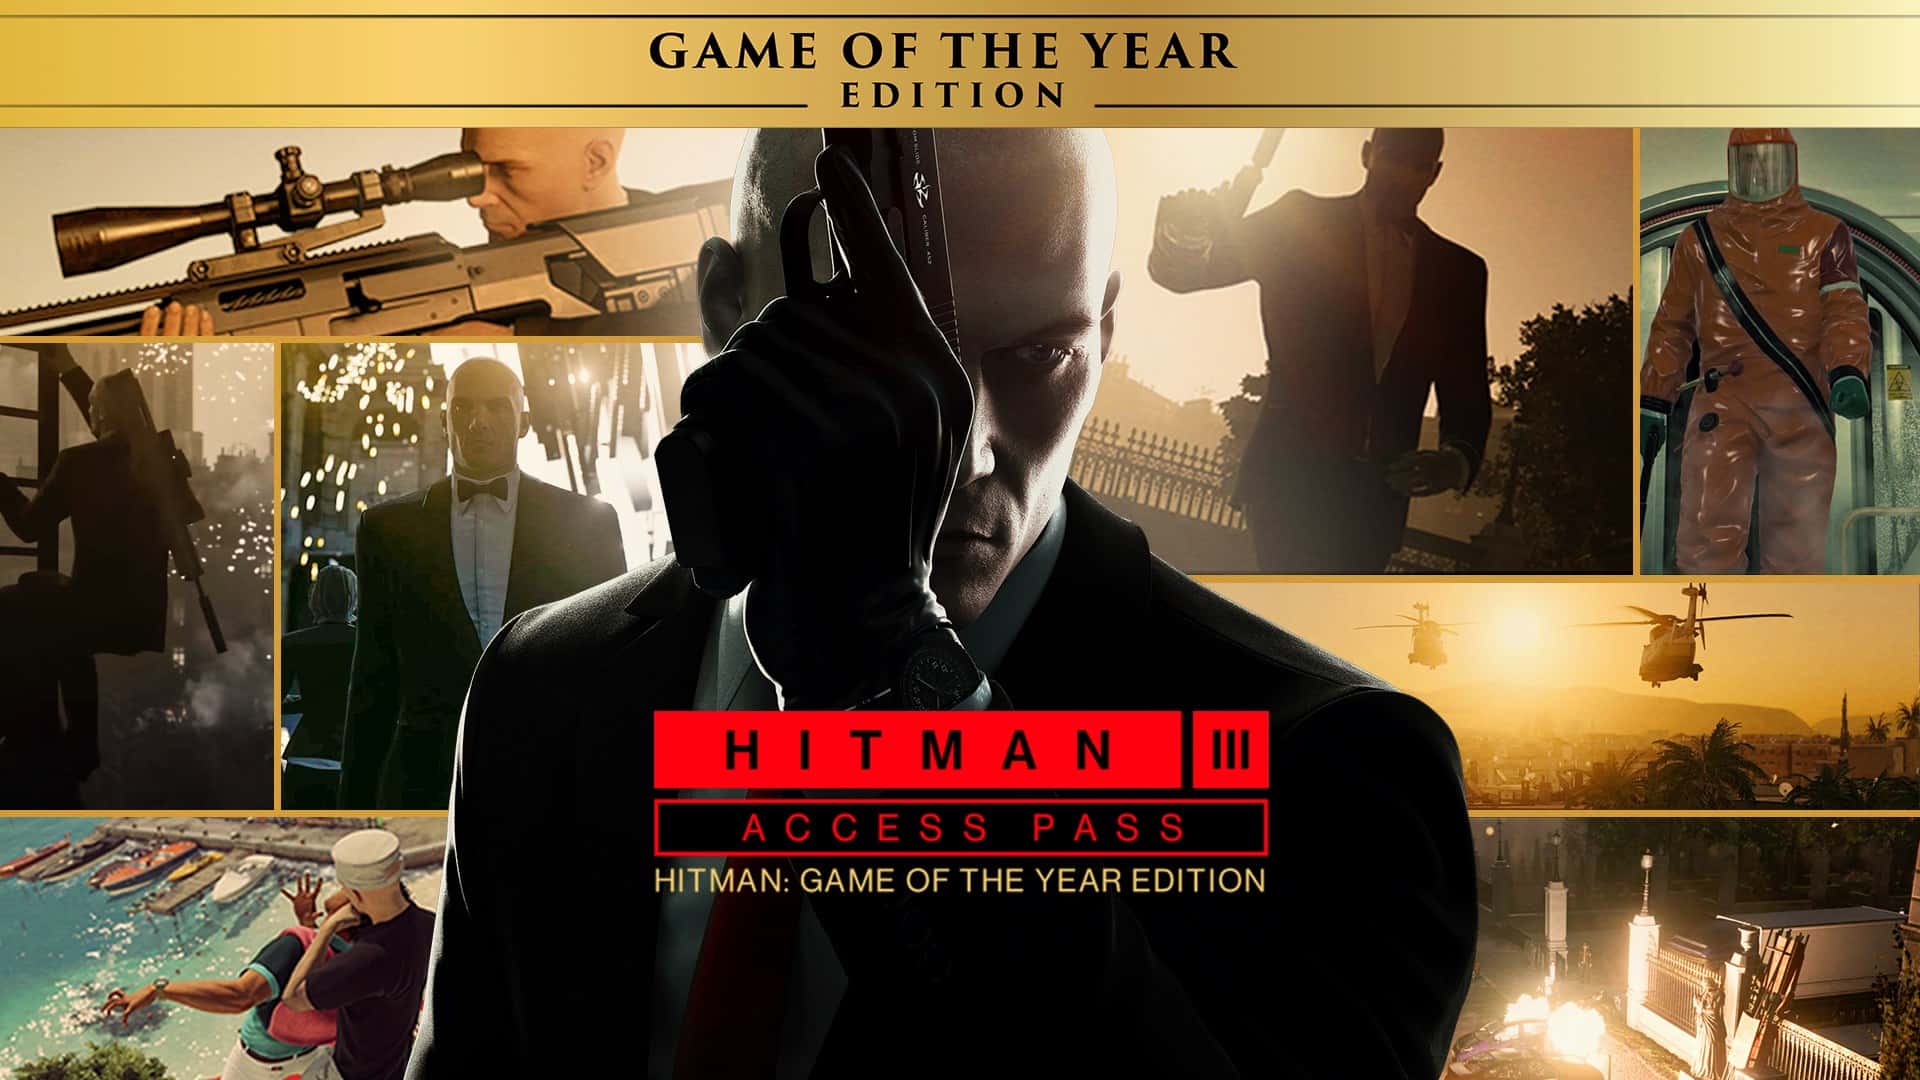 GAME OF THE YEAR
EDITION
HITMAN III
ACCESS PASS
HITMAN: GAME OF THE YEAR EDITION